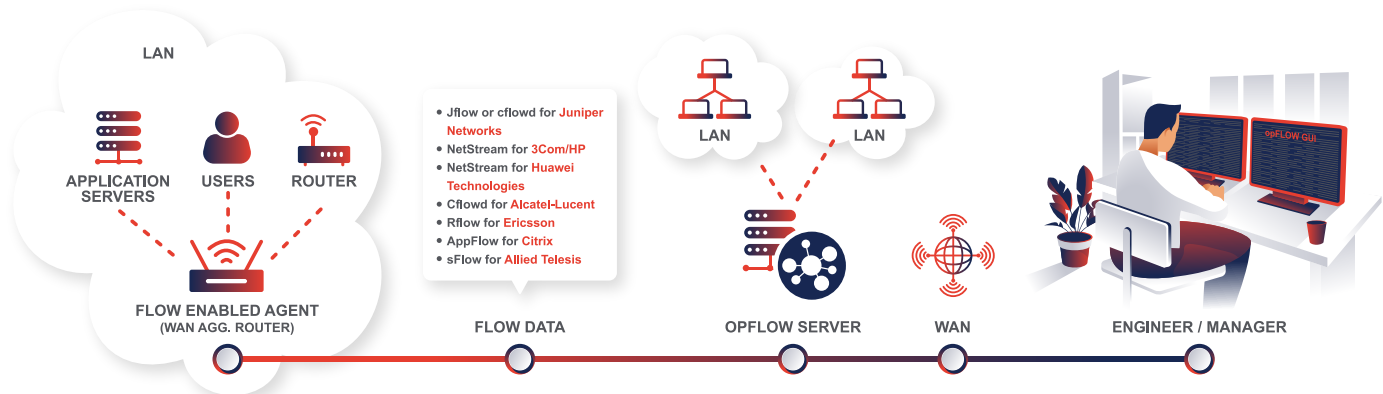 LAN
APPLICATION
SERVERS
USERS
ROUTER
FLOW ENABLED AGENT
(WAN AGG. ROUTER)
• Jflow or cflowd for Juniper
Networks
• NetStream for 3Com/HP
• NetStream for Huawei
Technologies
• Cflowd for Alcatel-Lucent
• Rflow for Ericsson
• AppFlow for Citrix
• sFlow for Allied Telesis
FLOW DATA
LAN
LAN
OPFLOW SERVER
WAN
opFLOW GUI
ENGINEER / MANAGER